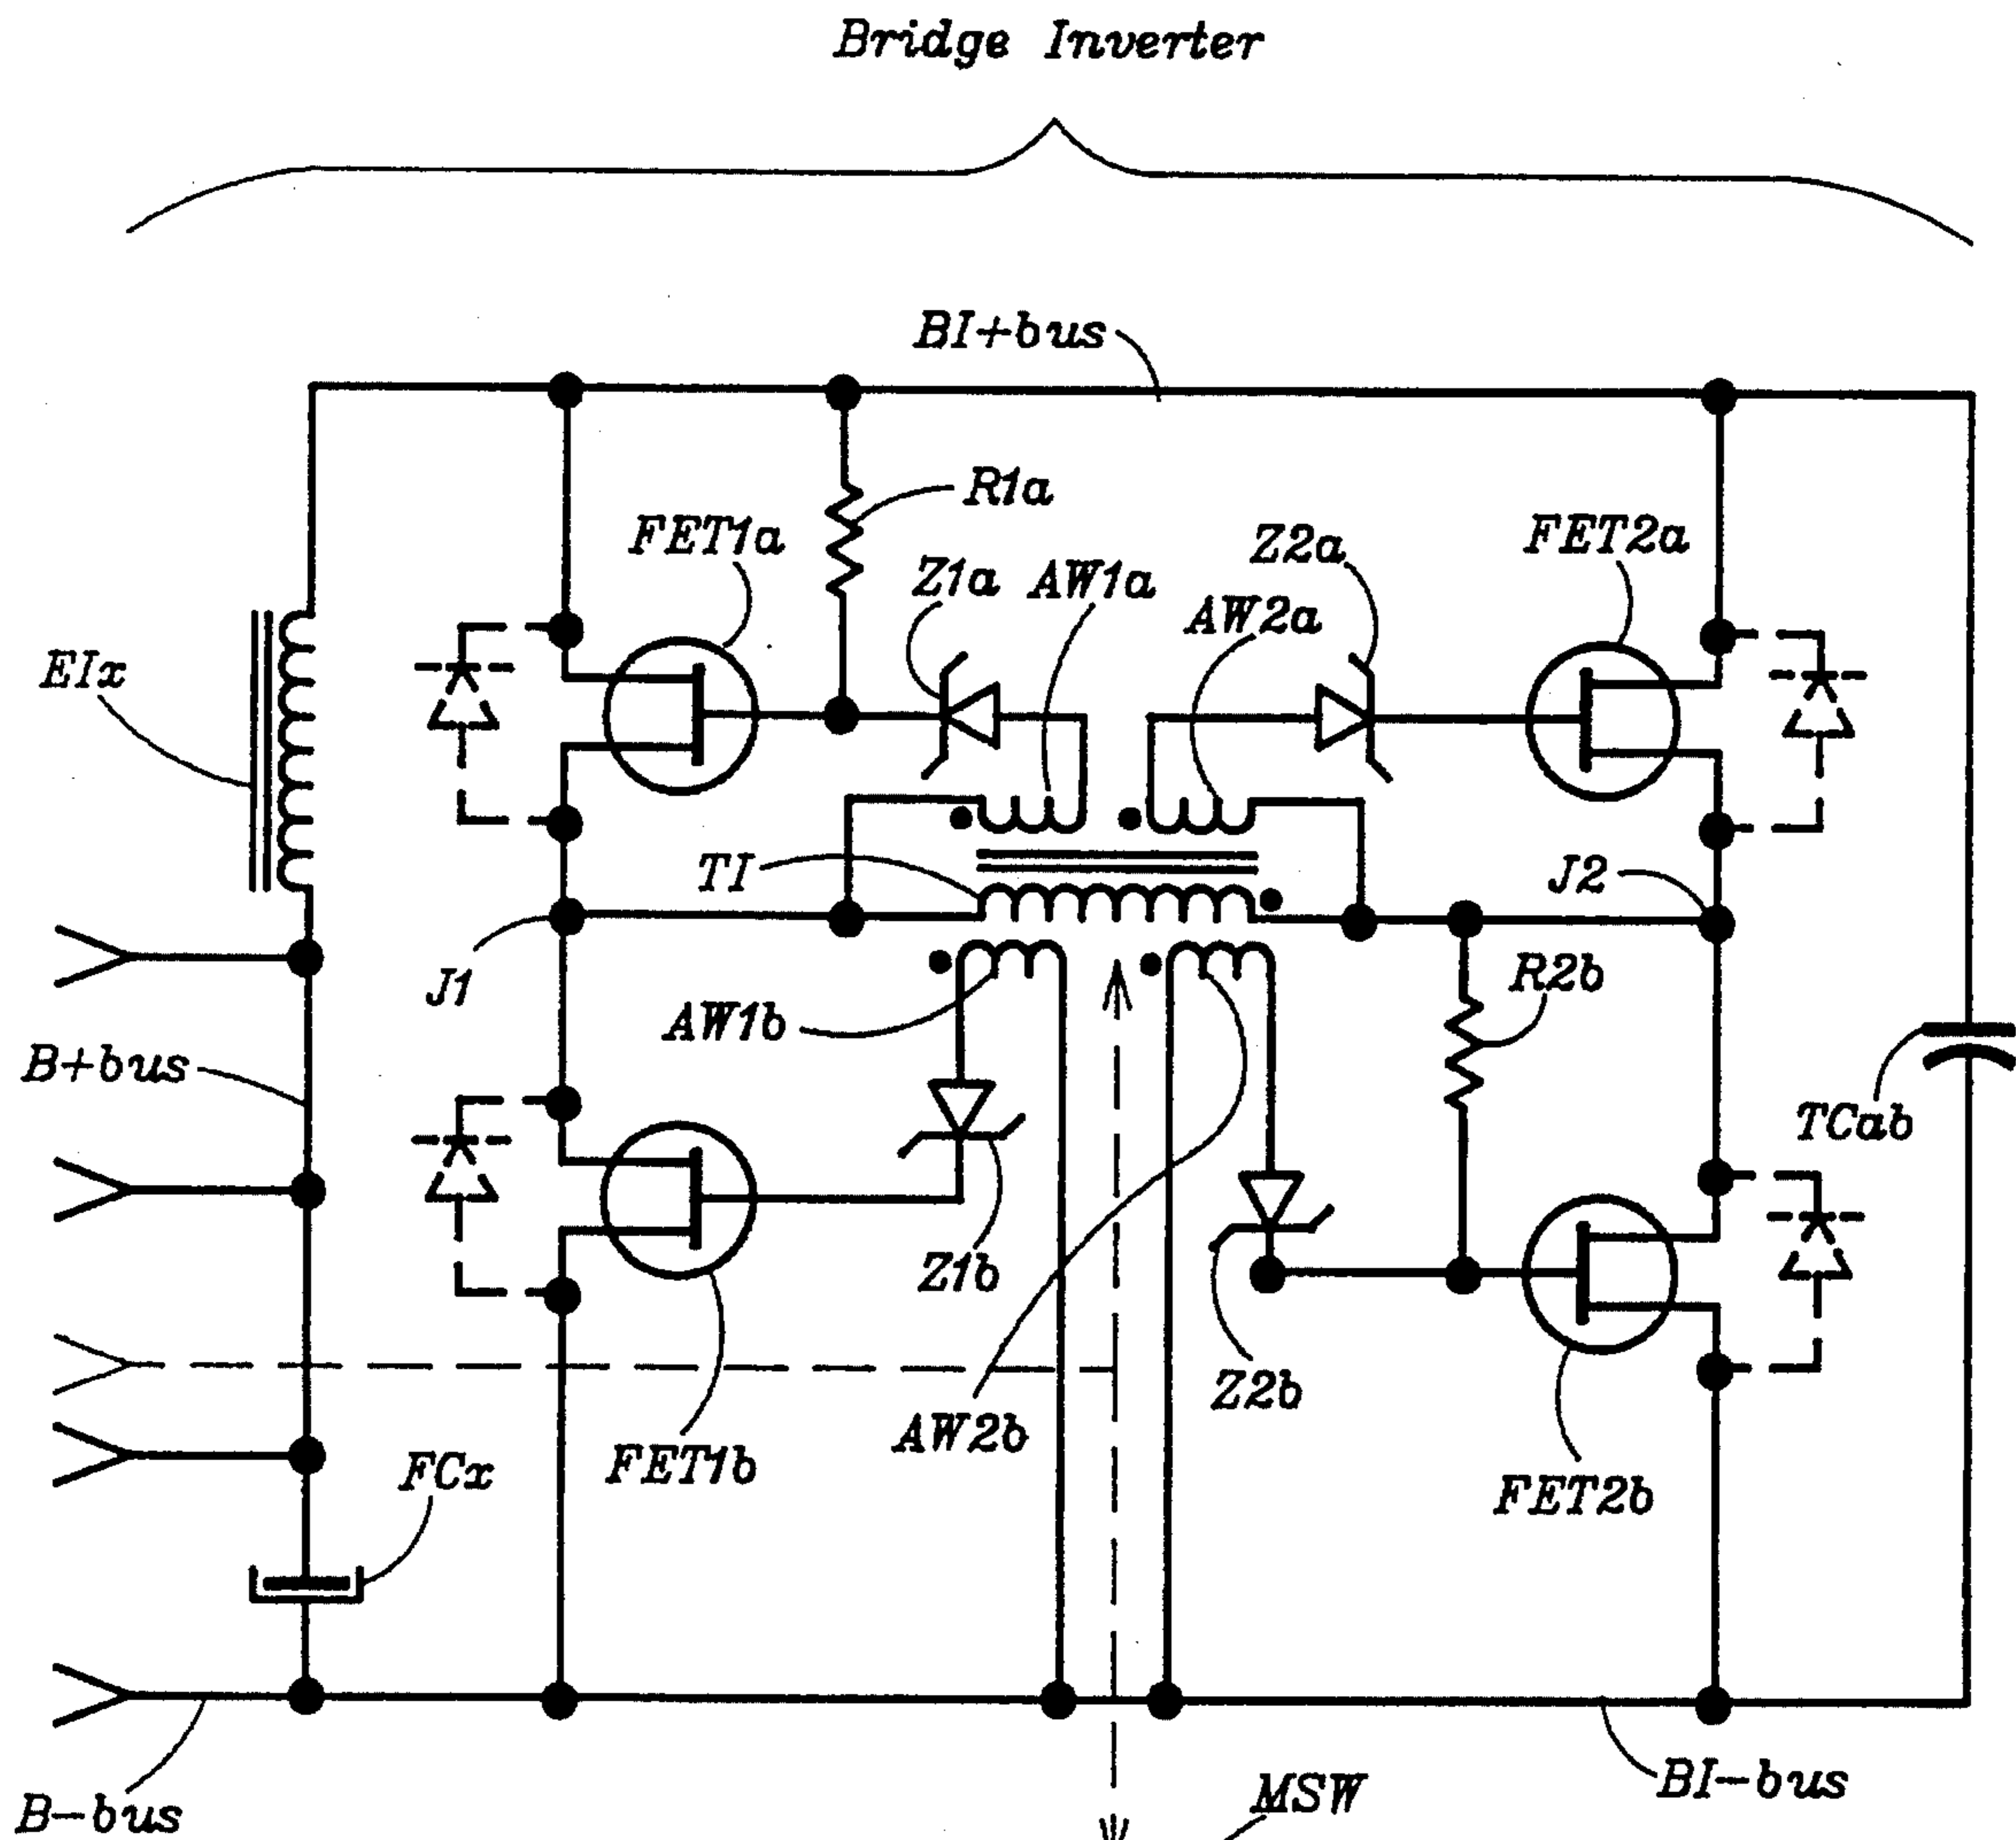 Bridge Inverter
BI+bus
R1a
FET1a
Z2a
FET2a
Z1a
AW1a
AW2a
EIx
TI
J2
J1
R2b
AW1b
B+bus
TCab
Z1b
Z2b
AW2b
FET1b
FCx
FET2b
BI-bus
MSW
B-bus